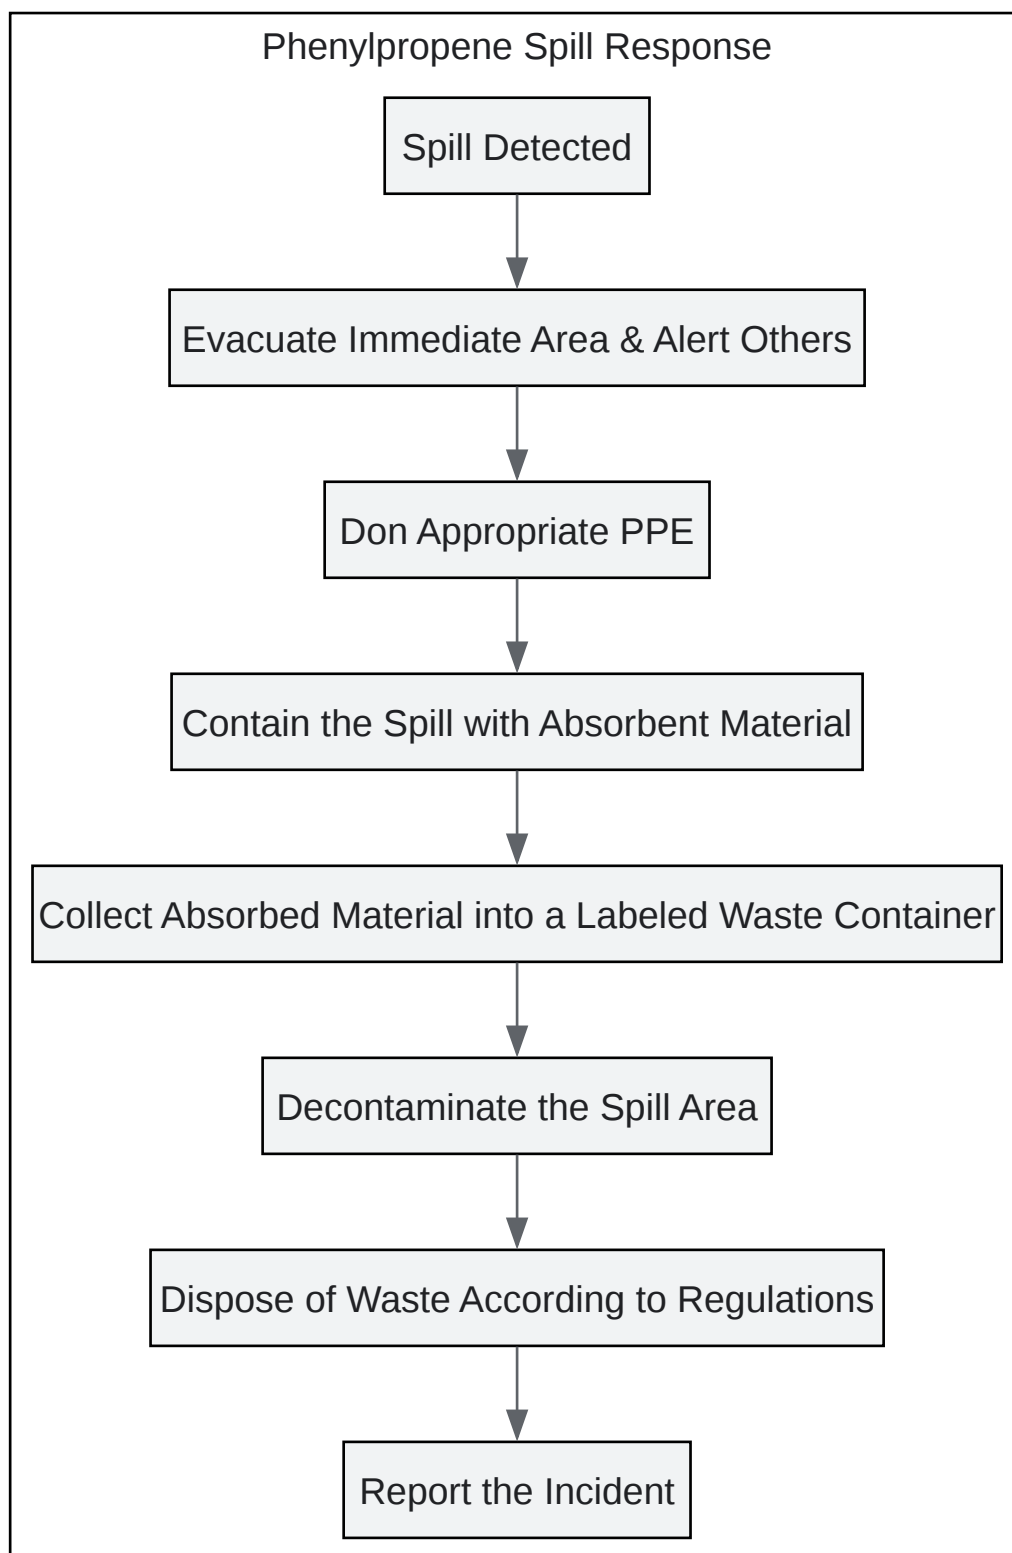 Phenylpropene Spill Response
Spill Detected
Evacuate Immediate Area & Alert Others
Don Appropriate PPE
Contain the Spill with Absorbent Material
Collect Absorbed Material into a Labeled Waste Container
Decontaminate the Spill Area
Dispose of Waste According to Regulations
Report the Incident